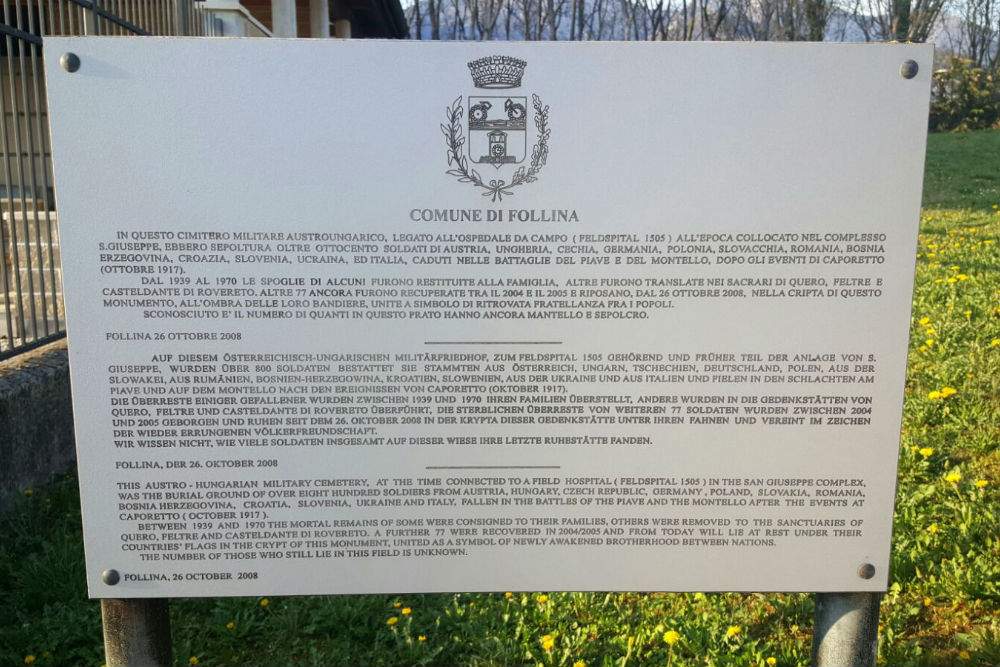 COMUNE DI FOLLINA
IN QUESTO CIMITERO MILITARE AUSTROUNGARICO, LEGATO ALL'OSPEDALE DA CAMPO ( FELDSPITAL 1505 ) ALL'EPOCA COLLOCATO NEL COMPLESSO
S.GIUSEPPE, EBBERO SEPOLTURA OLTRE OTTOCENTO SOLDATI DI AUSTRIA, UNGHERIA, CECHIA, GERMANIA, POLONIA, SLOVACCHIA, ROMANIA, BOSNIA
ERZEGOVINA, CROAZIA, SLOVENIA, UCRAINA, ED ITALIA, CADUTI NELLE BATTAGLIE DEL PIAVE E DEL MONTELLO, DOPO GLI EVENTI DI CAPORETTO
(OTTOBRE 1917).
DAL 1939 AL 1970 LE SPOGLIE DI ALCUNI FURONO RESTITUITE ALLA FAMIGLIA, ALTRE FURONO TRANSLATE NEI SACRARI DI QUERO, FELTRE E
CASTELDANTE DI ROVERETO. ALTRE 77 ANCORA FURONO RECUPERATE TRA IL 2004 E IL 2005 E RIPOSANO, DAL 26 OTTOBRE 2008, NELLA CRIPTA DI QUESTO
MONUMENTO, ALL'OMBRA DELLE LORO BANDIERE, UNITE A SIMBOLO DI RITROVATA FRATELLANZA FRA I POPOLI.
SCONOSCIUTO E' IL NUMERO DI QUANTI IN QUESTO PRATO HANNO ANCORA MANTELLO E SEPOLCRO.
FOLLINA 26 OTTOBRE 2008
AUF DIESEM ÖSTERREICHISCH-UNGARISCHEN MILITÄRFRIEDHOF, ZUM FELDSPITAL 1505 GEHÖREND UND FRÜHER TEIL DER ANLAGE VON S.
GIUSEPPE, WURDEN ÜBER 800 SOLDATEN BESTATTET SIE STAMMTEN AUS ÖSTERREICH, UNGARN, TSCHECHIEN, DEUTSCHLAND, POLEN, AUS DER
SLOWAKEI, AUS RUMÄNIEN, BOSNIEN-HERZEGOWINA, KROATIEN, SLOWENIEN, AUS DER UKRAINE UND AUS ITALIEN UND FIELEN IN DEN SCHLACHTEN AM
PIAVE UND AUF DEM MONTELLO NACH DEN EREIGNISSEN VON CAPORETTO (OKTOBER 1917).
DIE ÜBERRESTE EINIGER GEFALLENER WURDEN ZWISCHEN 1939 UND 1970 IHREN FAMILIEN ÜBERSTELLT, ANDERE WURDEN IN DIE GEDENKSTÄTTEN VON
QUERO, FELTRE UND CASTELDANTE DI ROVERETO ÜBERFÜHRT, DIE STERBLICHEN ÜBERRESTE VON WEITEREN 77 SOLDATEN WURDEN ZWISCHEN 2004
UND 2005 GEBORGEN UND RUHEN SEIT DEM 26. OKTOBER 2008 IN DER KRYPTA DIESER GEDENKSTÄTTE UNTER IHREN FAHNEN UND VEREINT IM ZEICHEN
DER WIEDER ERRUNGENEN VÖLKERFREUNDSCHAFT.
WIR WISSEN NICHT, WIE VIELE SOLDATEN INSGESAMT AUF DIESER WIESE IHRE LETZTE RUHESTÄTTE FANDEN.
FOLLINA, DER 26. OKTOBER 2008
THIS AUSTRO - HUNGARIAN MILITARY CEMETERY, AT THE TIME CONNECTED TO A FIELD HOSPITAL ( FELDSPITAL 1505 ) IN THE SAN GIUSEPPE COMPLEX,
WAS THE BURIAL GROUND OF OVER EIGHT HUNDRED SOLDIERS FROM AUSTRIA, HUNGARY, CZECH REPUBLIC, GERMANY , POLAND, SLOVAKIA, ROMANIA,
BOSNIA HERZEGOVINA, CROATIA, SLOVENIA, UKRAINE AND ITALY, FALLEN IN THE BATTLES OF THE PIAVE AND THE MONTELLO AFTER THE EVENTS AT
CAPORETTO ( OCTOBER 1917 ).
BETWEEN 1939 AND 1970 THE MORTAL REMAINS OF SOME WERE CONSIGNED TO THEIR FAMILIES, OTHERS WERE REMOVED TO THE SANCTUARIES OF
QUERO, FELTRE AND CASTELDANTE DI ROVERETO. A FURTHER 77 WERE RECOVERED IN 2004/2005 AND FROM TODAY WILL LIE AT REST UNDER THEIR
COUNTRIES' FLAGS IN THE CRYPT OF THIS MONUMENT, UNITED AS A SYMBOL OF NEWLY AWAKENED BROTHERHOOD BETWEEN NATIONS.
THE NUMBER OF THOSE WHO STILL LIE IN THIS FIELD IS UNKNOWN.
FOLLINA, 26 OCTOBER 2008